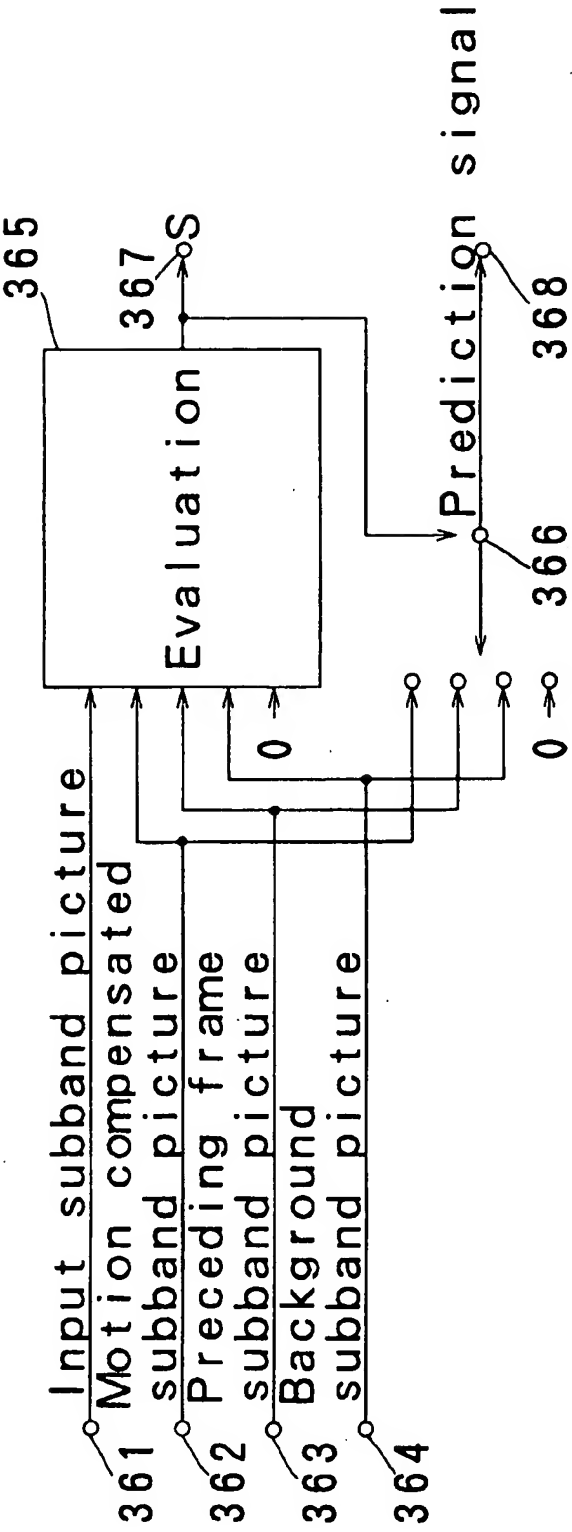 Input subband picture
Motion compensated
subband picture
Preceding frame
subband picture
Background
subband picture
361
362
363
364
Evaluation
365
367
S
0
0
Prediction signal
366
368